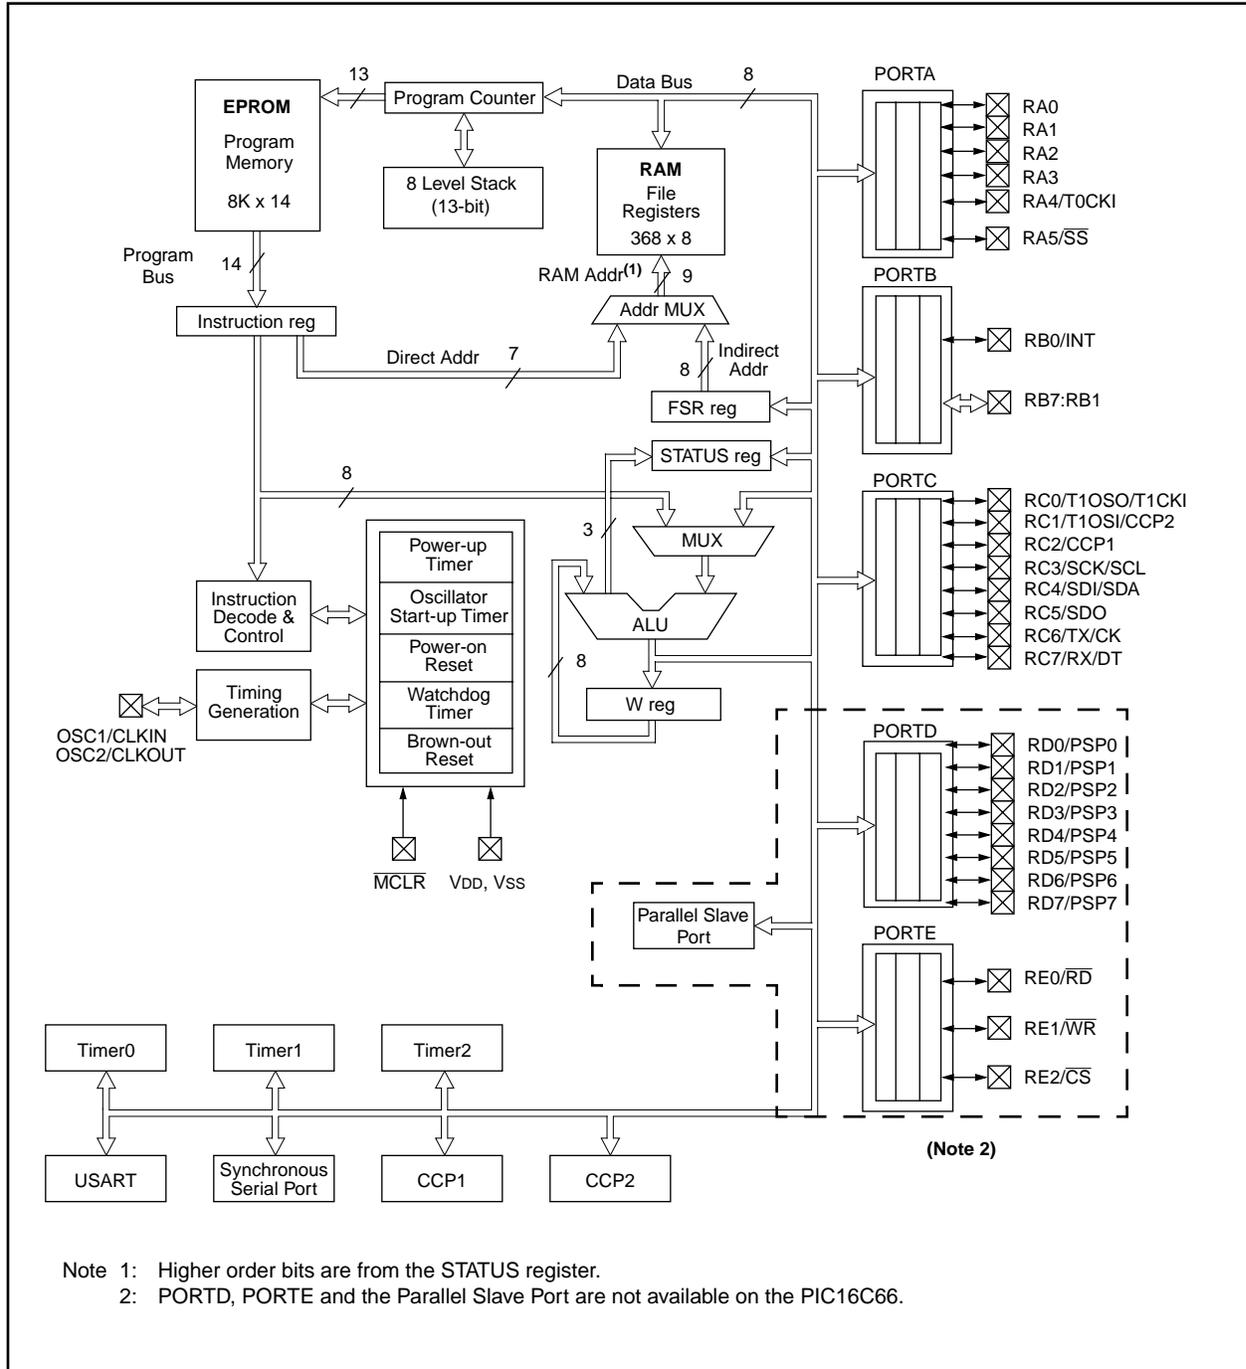 13
Program Counter
Data Bus
8
PORTA
EPROM
Program
Memory
8K x 14
8 Level Stack
(13-bit)
RAM
File
Registers
368 x 8
RA0
RA1
RA2
RA3
RA4/T0CKI
RA5/S̅S̅
Program
Bus
14
RAM Addr(1)
9
PORTB
Instruction reg
Addr MUX
Direct Addr
7
8
Indirect
Addr
RB0/INT
FSR reg
RB7:RB1
STATUS reg
8
PORTC
3
MUX
RC0/T1OSO/T1CKI
RC1/T1OSI/CCP2
RC2/CCP1
RC3/SCK/SCL
RC4/SDI/SDA
RC5/SDO
RC6/TX/CK
RC7/RX/DT
Power-up
Timer
Instruction
Decode &
Control
Oscillator
Start-up Timer
ALU
Power-on
Reset
8
Timing
Generation
Watchdog
Timer
W reg
OSC1/CLKIN
OSC2/CLKOUT
Brown-out
Reset
PORTD
RD0/PSP0
RD1/PSP1
RD2/PSP2
RD3/PSP3
RD4/PSP4
RD5/PSP5
RD6/PSP6
RD7/PSP7
M̅C̅L̅R̅
VDD, VSS
Parallel Slave
Port
PORTE
RE0/R̅D̅
RE1/W̅R̅
RE2/C̅S̅
Timer0
Timer1
Timer2
(Note 2)
USART
Synchronous
Serial Port
CCP1
CCP2
Note 1: Higher order bits are from the STATUS register.
2: PORTD, PORTE and the Parallel Slave Port are not available on the PIC16C66.